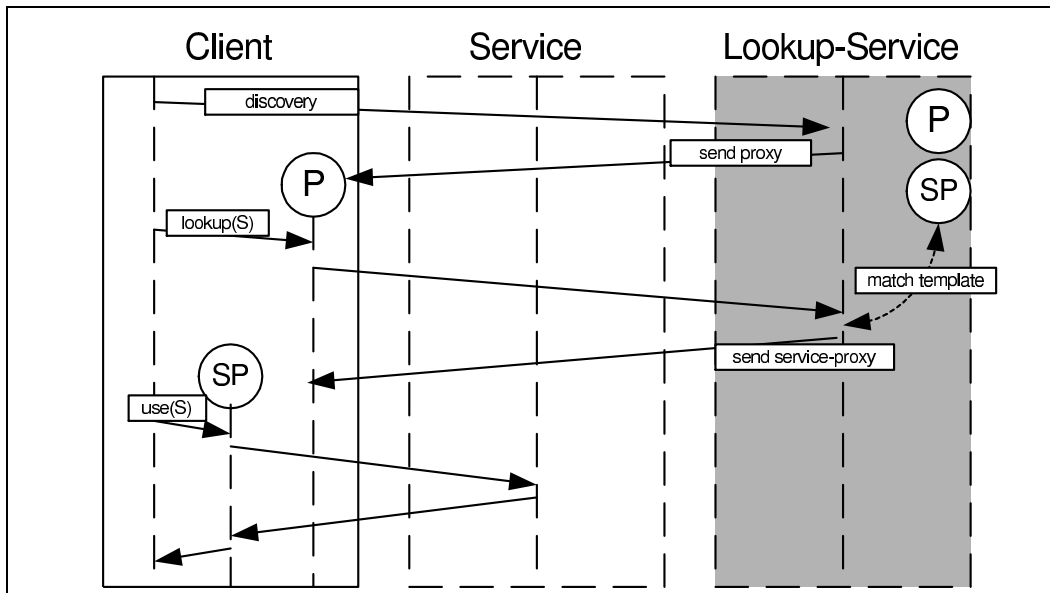 Client Service Lookup-Service
discovery
P
send proxy
P
SP
lookup(S)
match template
send service-proxy
SP
use(S)